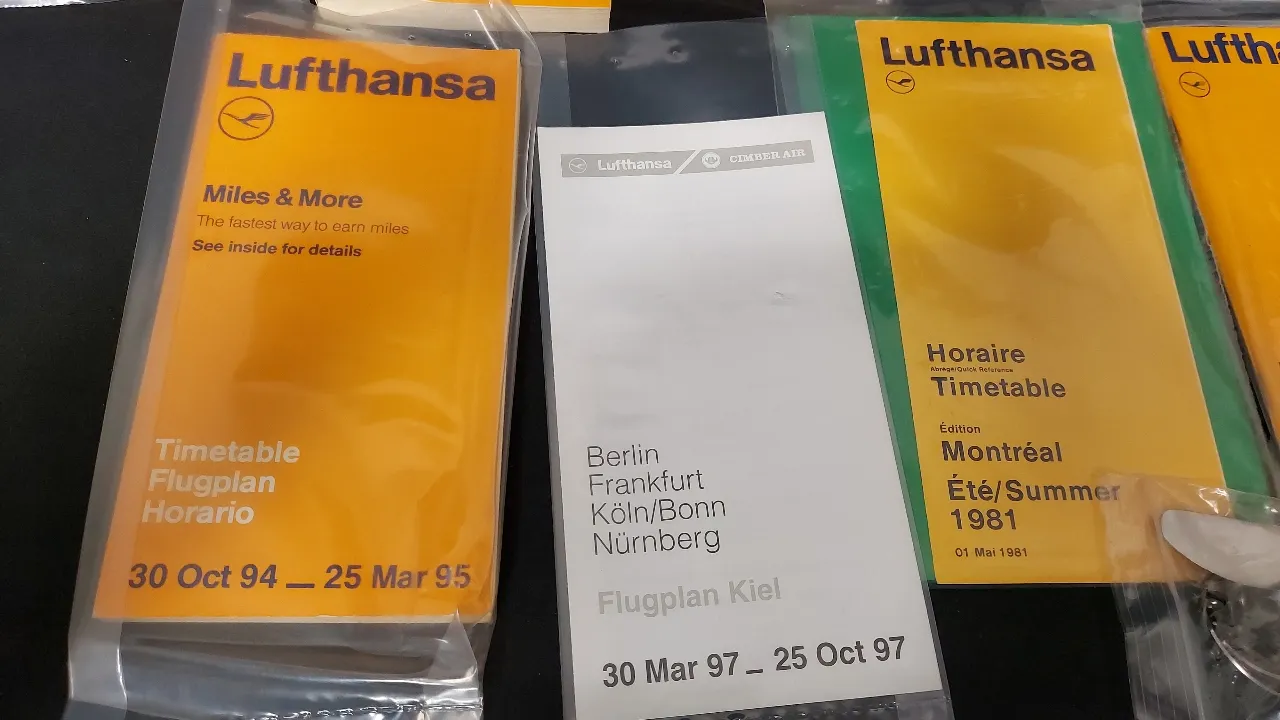 Lufthansa
Miles & More
The fastest way to earn miles
See inside for details
Timetable
Flugplan
Horario
30 Oct 94 — 25 Mar 95
Lufthansa CIMBER AIR
Berlin
Frankfurt
Köln/Bonn
Nürnberg
Flugplan Kiel
30 Mar 97 – 25 Oct 97
Lufthansa
Horaire
Abrégé/Quick Reference
Timetable
Édition
Montréal
Été/Summer
1981
01 Mai 1981
Luftha